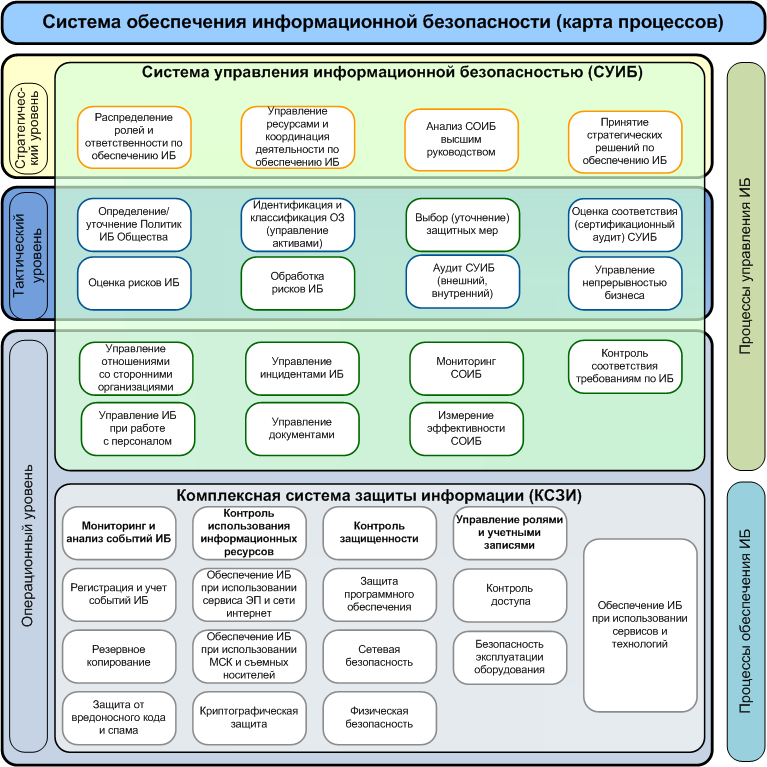 Система обеспечения информационной безопасности (карта процессов)
Система управления информационной безопасностью (СУИБ)
Стратегичес-
кий уровень
Распределение
ролей и
ответственности по
обеспечению ИБ
Управление
ресурсами и
координация
деятельности по
обеспечению ИБ
Анализ СОИБ
высшим
руководством
Принятие
стратегических
решений по
обеспечению ИБ
Тактический
уровень
Определение/
уточнение Политик
ИБ Общества
Идентификация и
классификация ОЗ
(управление
активами)
Выбор (уточнение)
защитных мер
Оценка соответствия
(сертификационный
аудит) СУИБ
Оценка рисков ИБ
Обработка
рисков ИБ
Аудит СУИБ
(внешний,
внутренний)
Управление
непрерывностью
бизнеса
Процессы управления ИБ
Операционный уровень
Управление
отношениями
со сторонними
организациями
Управление
инцидентами ИБ
Мониторинг
СОИБ
Контроль
соответствия
требованиям по ИБ
Управление ИБ
при работе
с персоналом
Управление
документами
Измерение
эффективности
СОИБ
Комплексная система защиты информации (КСЗИ)
Мониторинг и
анализ событий ИБ
Контроль
использования
информационных
ресурсов
Контроль
защищенности
Управление ролями
и учетными
записями
Регистрация и учет
событий ИБ
Обеспечение ИБ
при использовании
сервиса ЭП и сети
интернет
Защита
программного
обеспечения
Контроль
доступа
Обеспечение ИБ
при использовании
сервисов и
технологий
Резервное
копирование
Обеспечение ИБ
при использовании
МСК и съемных
носителей
Сетевая
безопасность
Безопасность
эксплуатации
оборудования
Защита от
вредоносного кода
и спама
Криптографическая
защита
Физическая
безопасность
Процессы обеспечения ИБ